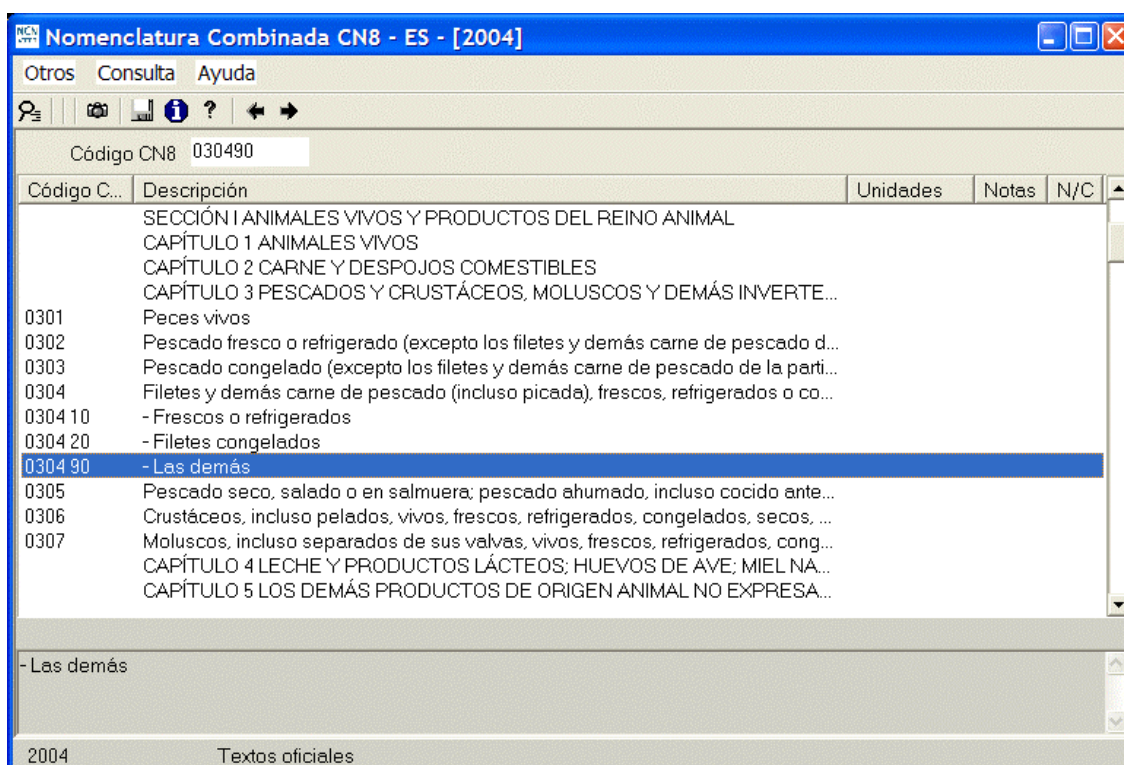 Nomenclatura Combinada CN8 - ES - [2004]
Otros Consulta Ayuda
Código CN8 030490
Código C... Descripción Unidades Notas N/C
SECCIÓN I ANIMALES VIVOS Y PRODUCTOS DEL REINO ANIMAL
CAPÍTULO 1 ANIMALES VIVOS
CAPÍTULO 2 CARNE Y DESPOJOS COMESTIBLES
CAPÍTULO 3 PESCADOS Y CRUSTÁCEOS, MOLUSCOS Y DEMÁS INVERTE...
0301 Peces vivos
0302 Pescado fresco o refrigerado (excepto los filetes y demás carne de pescado d...
0303 Pescado congelado (excepto los filetes y demás carne de pescado de la parti...
0304 Filetes y demás carne de pescado (incluso picada), frescos, refrigerados o co...
0304 10 - Frescos o refrigerados
0304 20 - Filetes congelados
0304 90 - Las demás
0305 Pescado seco, salado o en salmuera; pescado ahumado, incluso cocido ante...
0306 Crustáceos, incluso pelados, vivos, frescos, refrigerados, congelados, secos, ...
0307 Moluscos, incluso separados de sus valvas, vivos, frescos, refrigerados, cong...
CAPÍTULO 4 LECHE Y PRODUCTOS LÁCTEOS; HUEVOS DE AVE; MIEL NA...
CAPÍTULO 5 LOS DEMÁS PRODUCTOS DE ORIGEN ANIMAL NO EXPRESA...
- Las demás
2004 Textos oficiales